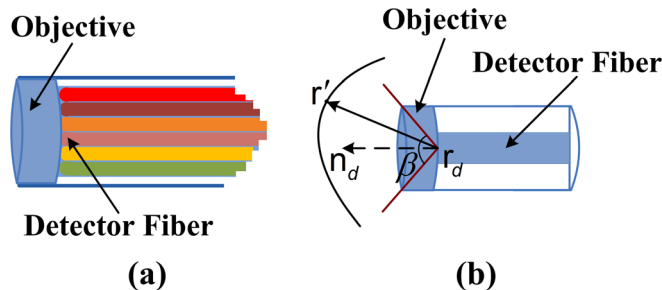 Objective
Detector Fiber
(a)
Objective
Detector Fiber
r′
n_d
β
r_d
(b)